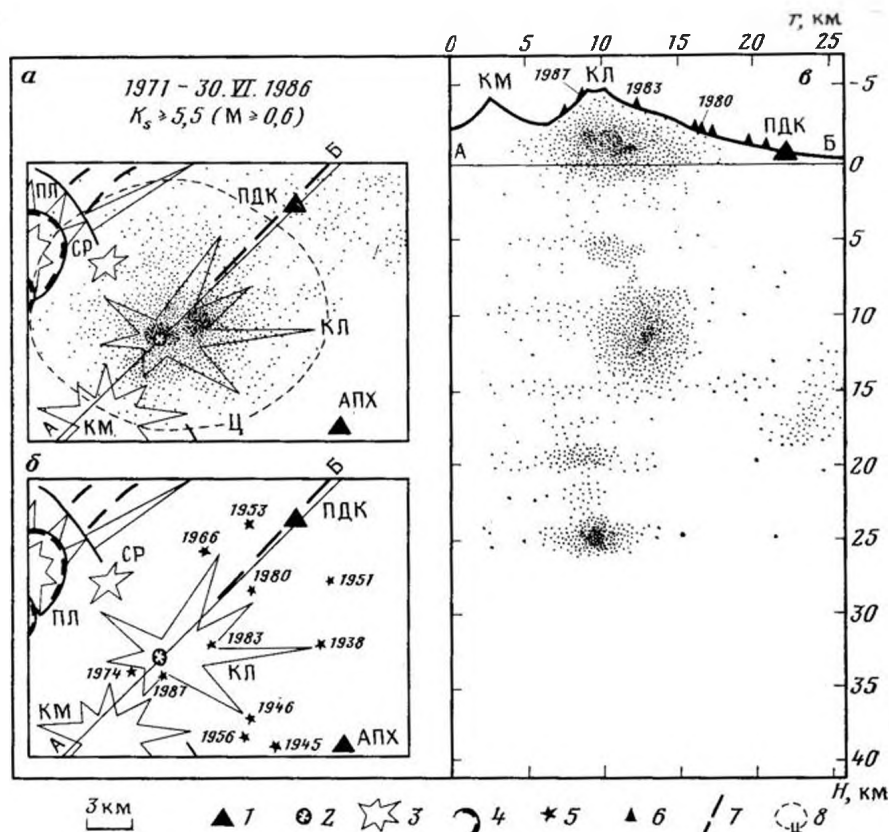 r, км
0 5 10 15 20 25
а
1971 – 30.VI.1986
Ks ≥ 5,5 (M ≥ 0,6)
ПЛ
СР
ПДК
Б
КЛ
А
КМ
Ц
АПХ
б
Б
1953
ПДК
1966
СР
1980
1951
ПЛ
1983
1938
КЛ
1974
1987
КМ
1946
А
1956
1945
АПХ
в
КМ
1987
КЛ
1983
1980
ПДК
А
Б
-5
0
5
10
15
20
25
30
35
40
H, км
3 км
1 2 3 4 5 6 7 8
ц